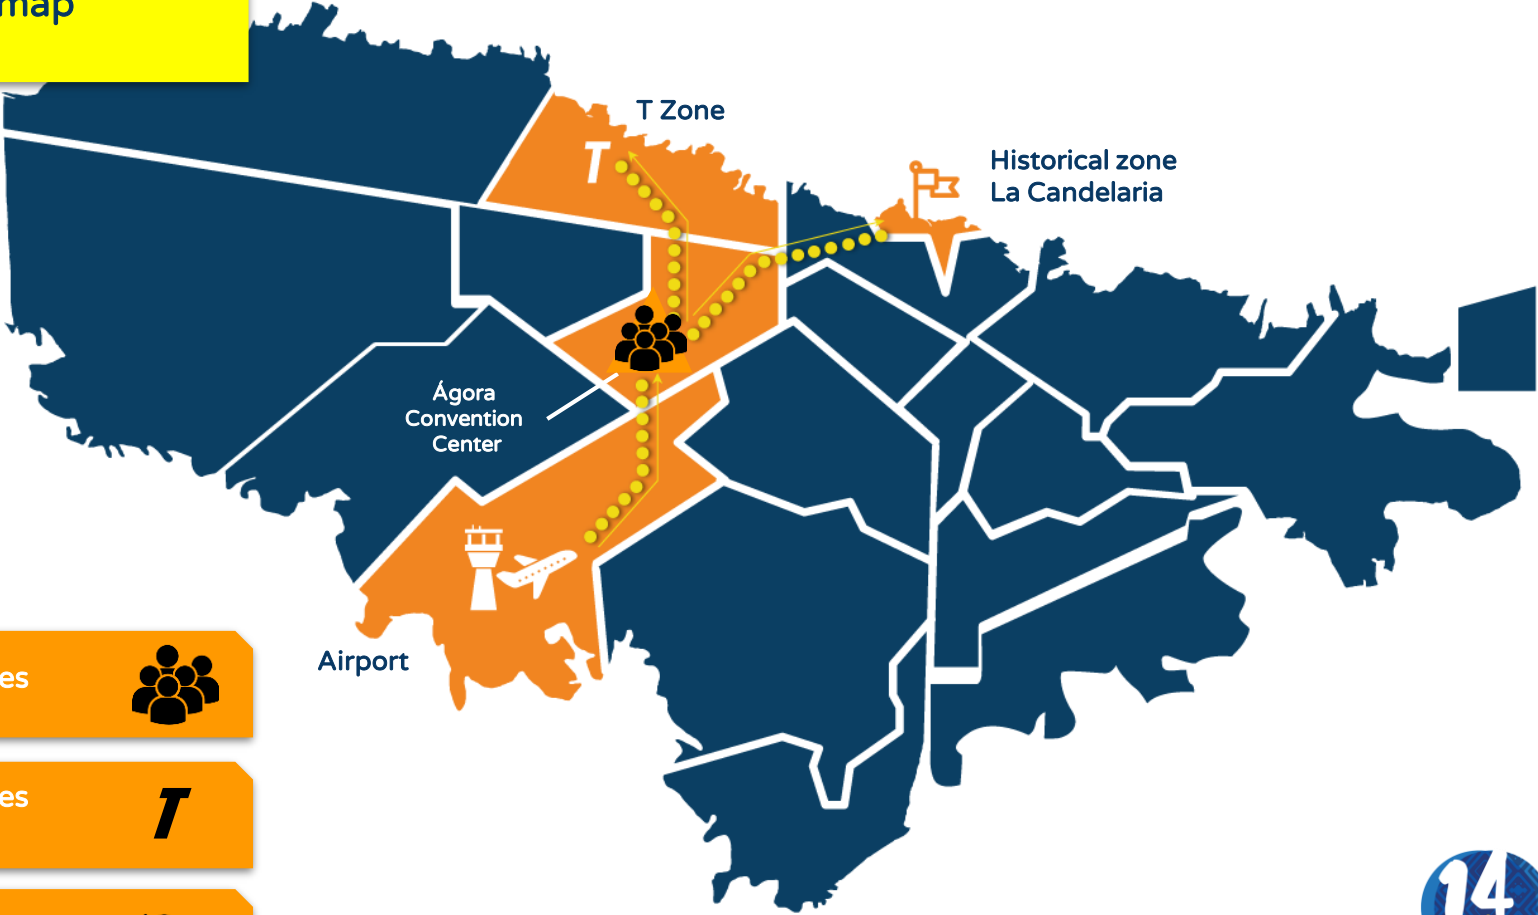 map
T Zone
T
Historical zone
La Candelaria
Ágora
Convention
Center
Airport
es
es
T
14